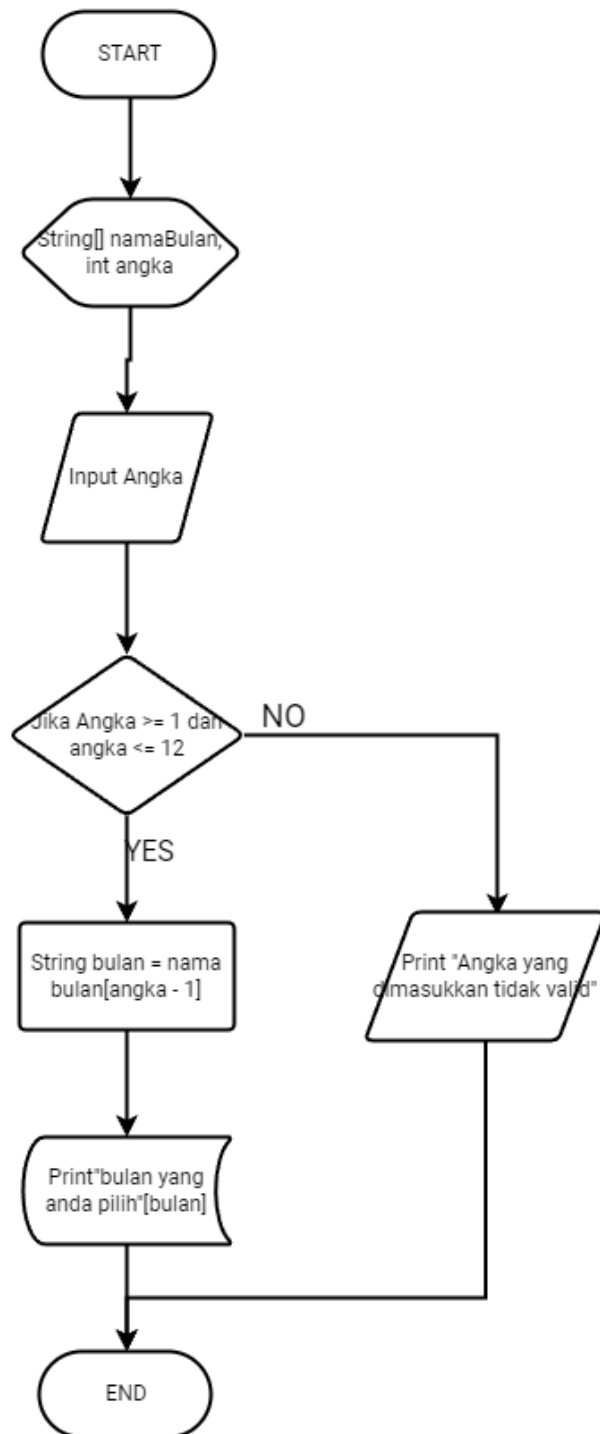 START
String[] namaBulan,
int angka
Input Angka
Jika Angka >= 1 dan
angka <= 12
NO
YES
String bulan = nama
bulan[angka - 1]
Print "Angka yang
dimasukkan tidak valid"
Print"bulan yang
anda pilih"[bulan]
END